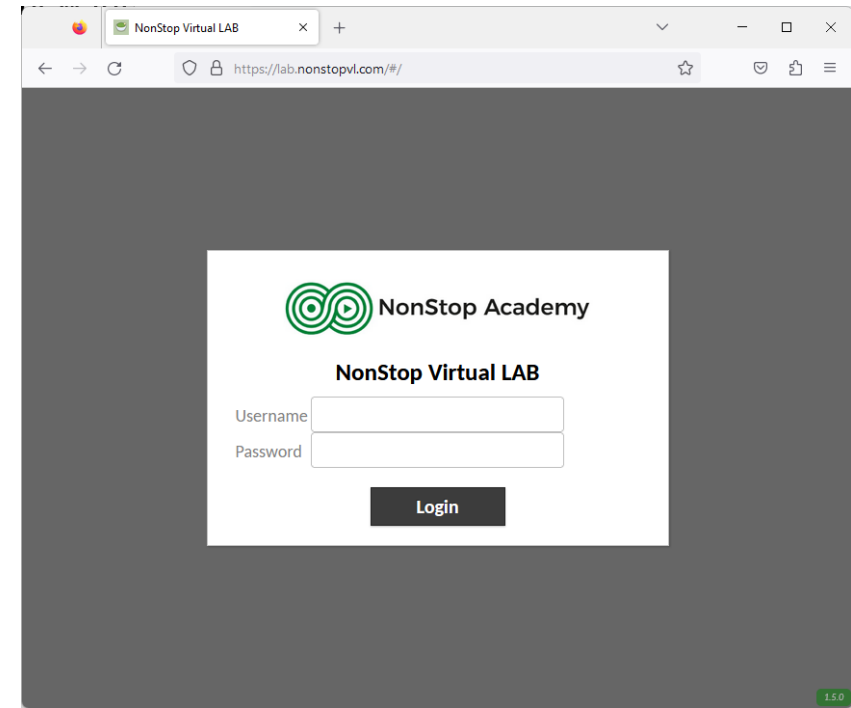 NonStop Virtual LAB
https://lab.nonstopvl.com/#/
NonStop Academy
NonStop Virtual LAB
Username
Password
Login
1.5.0